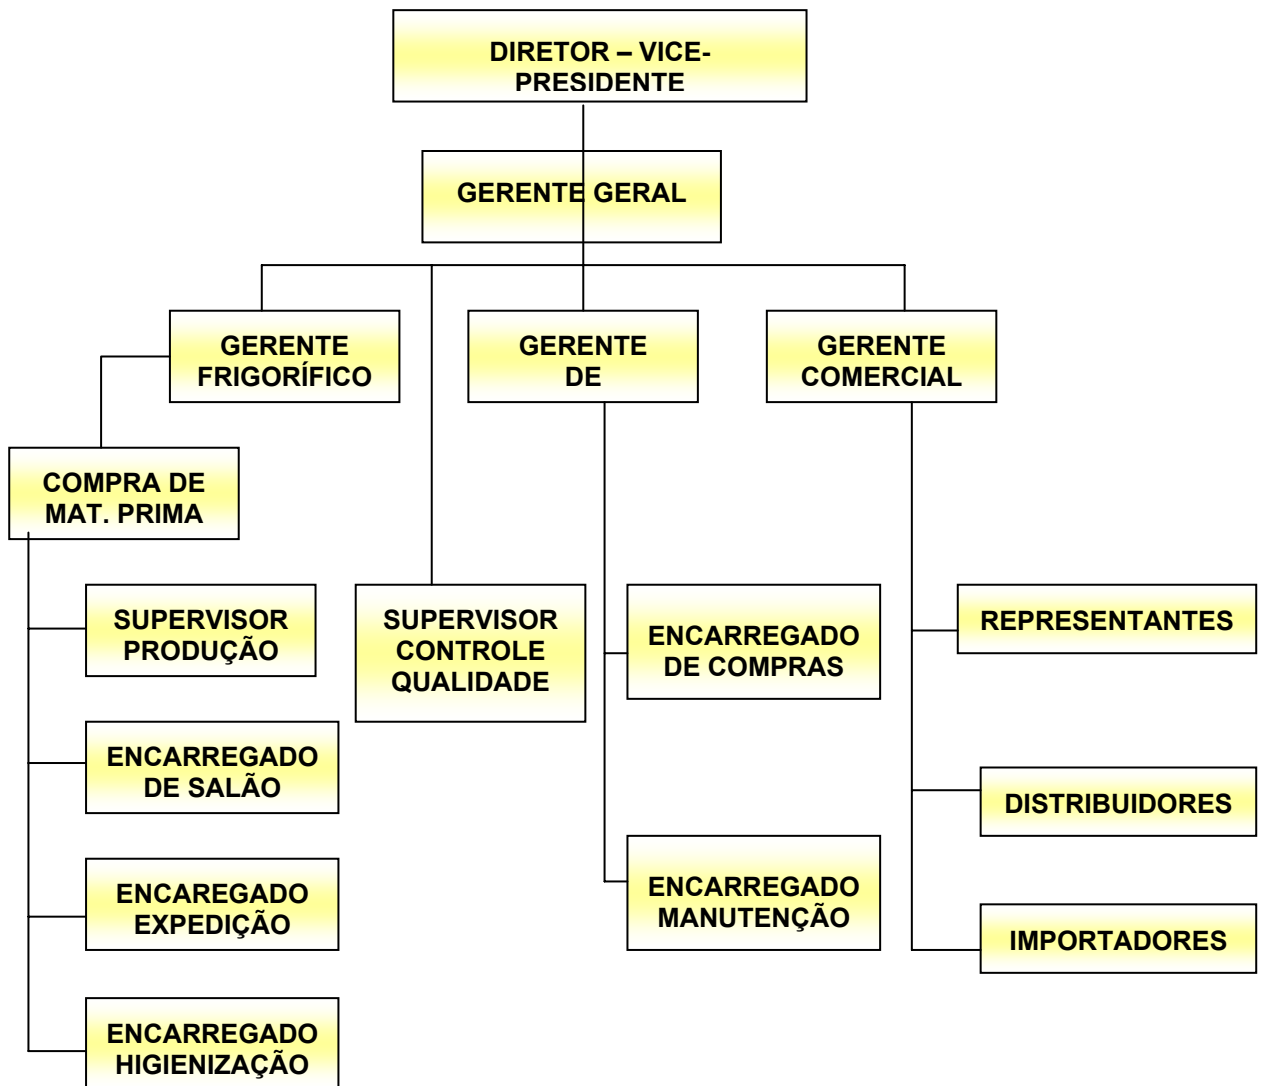 DIRETOR – VICE-
PRESIDENTE
GERENTE GERAL
GERENTE
FRIGORÍFICO
GERENTE
DE
GERENTE
COMERCIAL
COMPRA DE
MAT. PRIMA
SUPERVISOR
PRODUÇÃO
SUPERVISOR
CONTROLE
QUALIDADE
ENCARREGADO
DE COMPRAS
REPRESENTANTES
ENCARREGADO
DE SALÃO
DISTRIBUIDORES
ENCAREGADO
EXPEDIÇÃO
ENCARREGADO
MANUTENÇÃO
IMPORTADORES
ENCARREGADO
HIGIENIZAÇÃO